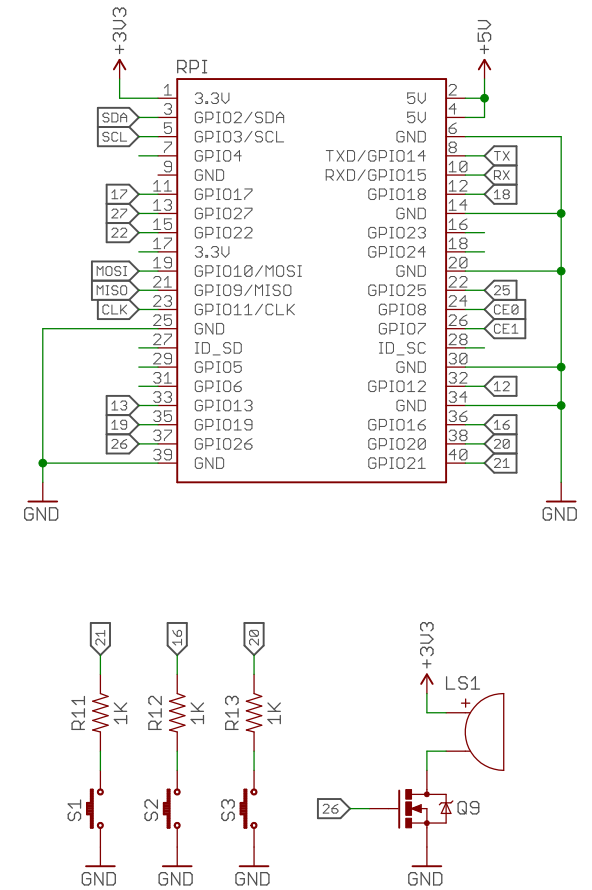 +3V3
+5V
RPI
1 3.3V 5V 2
SDA 3 GPIO2/SDA 5V 4
SCL 5 GPIO3/SCL GND 6
7 GPIO4 TXD/GPIO14 8 TX
9 GND RXD/GPIO15 10 RX
17 11 GPIO17 GPIO18 12 18
27 13 GPIO27 GND 14
22 15 GPIO22 GPIO23 16
17 3.3V GPIO24 18
MOSI 19 GPIO10/MOSI GND 20
MISO 21 GPIO9/MISO GPIO25 22 25
CLK 23 GPIO11/CLK GPIO8 24 CE0
25 GND GPIO7 26 CE1
27 ID_SD ID_SC 28
29 GPIO5 GND 30
31 GPIO6 GPIO12 32 12
13 33 GPIO13 GND 34
19 35 GPIO19 GPIO16 36 16
26 37 GPIO26 GPIO20 38 20
39 GND GPIO21 40 21
GND
GND
21
16
20
+3V3
LS1
+
R11 1K
R12 1K
R13 1K
S1
S2
S3
26
Q9
GND
GND
GND
GND